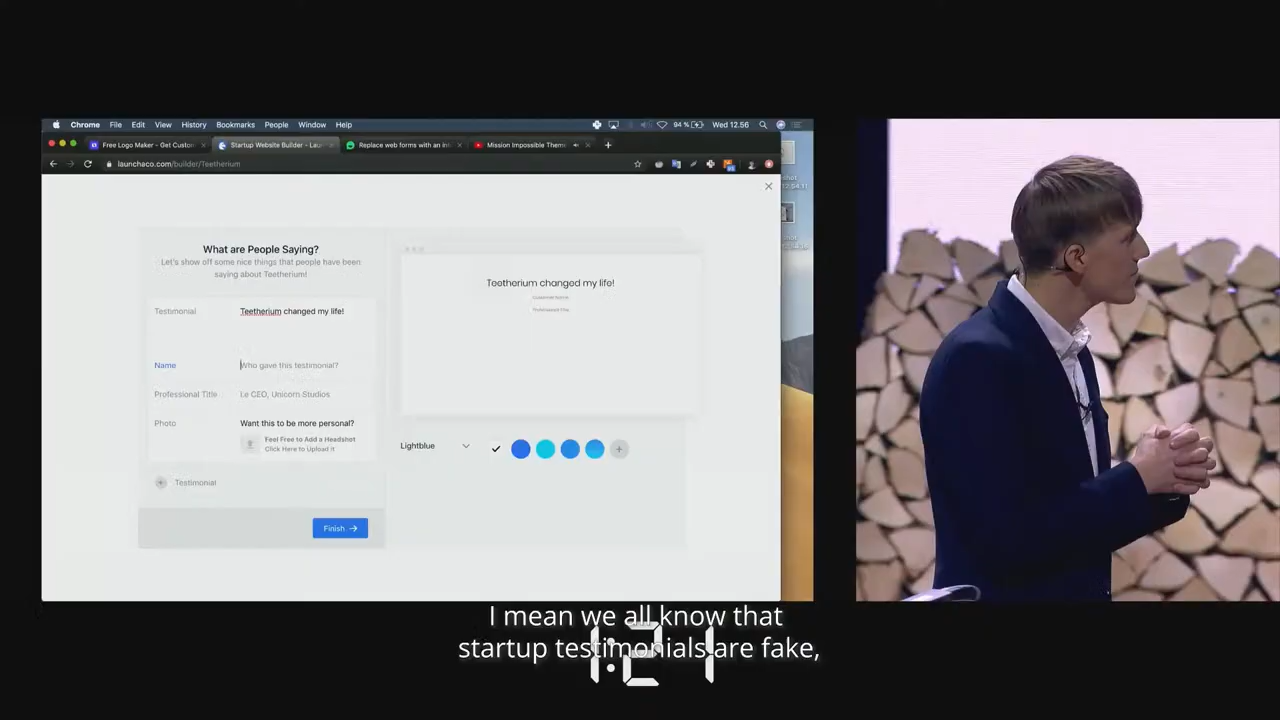 Chrome File Edit View History Bookmarks People Window Help
94 % Wed 12.56
Free Logo Maker - Get Custom
Startup Website Builder - Lau
Replace web forms with an int
Mission Impossible Theme
launchaco.com/builder/Teetherium
What are People Saying?
Let's show off some nice things that people have been
saying about Teetherium!
Testimonial
Teetherium changed my life!
Name
Who gave this testimonial?
Professional Title
Le CEO, Unicorn Studios
Photo
Want this to be more personal?
Feel Free to Add a Headshot
Click Here to Upload it
Testimonial
Finish
Teetherium changed my life!
Customer Name
Professional Title
Lightblue
I mean we all know that
startup testimonials are fake,
1:21